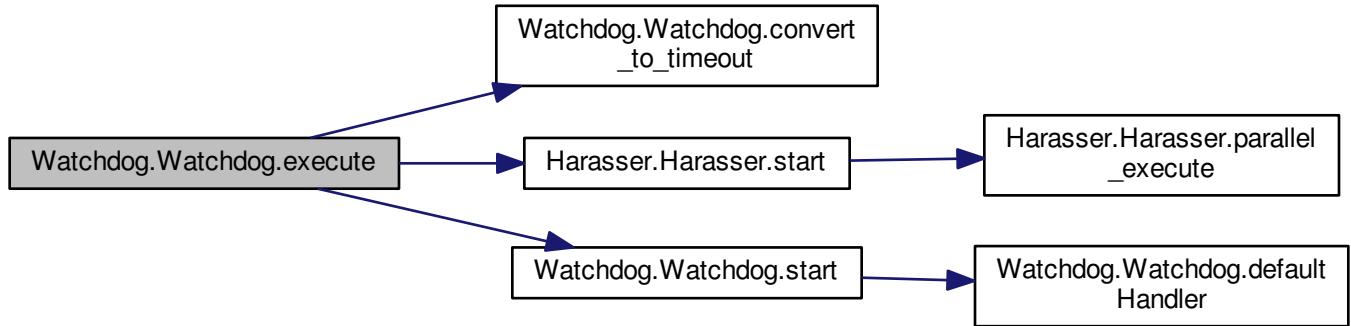 Watchdog.Watchdog.convert
_to_timeout
Watchdog.Watchdog.execute
Harasser.Harasser.start
Harasser.Harasser.parallel
_execute
Watchdog.Watchdog.start
Watchdog.Watchdog.default
Handler